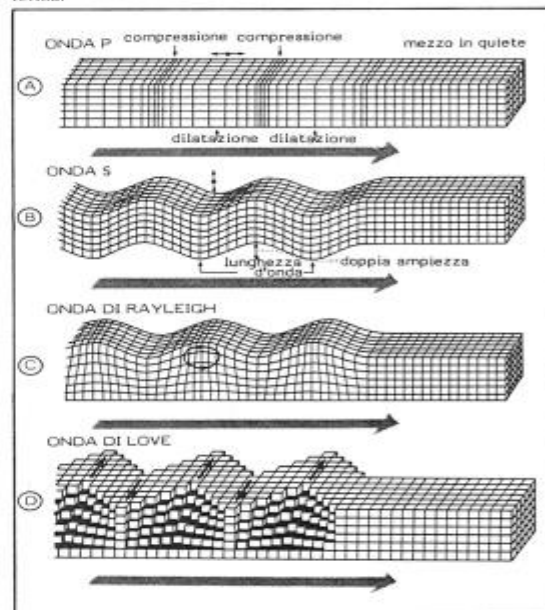 ONDA P compressione compressione mezzo in quiete
A
dilatazione dilatazione
ONDA S
B
lunghezza d'onda doppia ampiezza
ONDA DI RAYLEIGH
C
ONDA DI LOVE
D